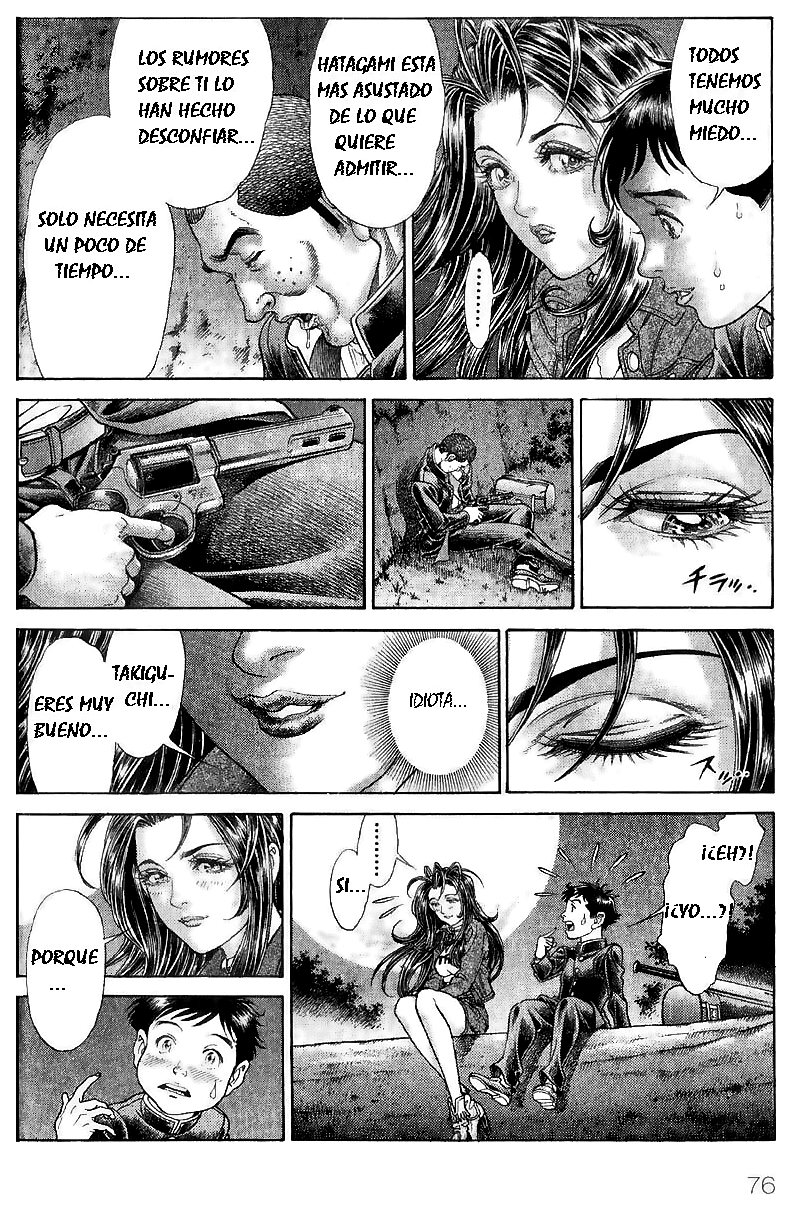 TODOS
TENEMOS
MUCHO
MIEDO...
........
HATAGAMI ESTA
MAS ASUSTADO
DE LO QUE
QUIERE
ADMITIR...
LOS RUMORES
SOBRE TI LO
HAN HECHO
DESCONFIAR...
SOLO NECESITA
UN POCO DE
TIEMPO...
チラッ..
スッ..
IDIOTA...
TAKIGU-
CHI...
ERES MUY
BUENO...
¡¿EH?!
¡¿YO...?!
........
SI...
PORQUE
...
76